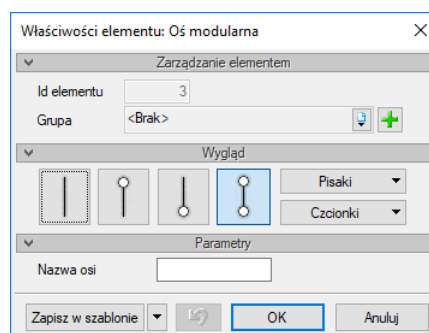 Właściwości elementu: Oś modularna
Zarządzanie elementem
Id elementu 3
Grupa <Brak>
Wygląd
Pisaki
Czcionki
Parametry
Nazwa osi
Zapisz w szablonie OK Anuluj